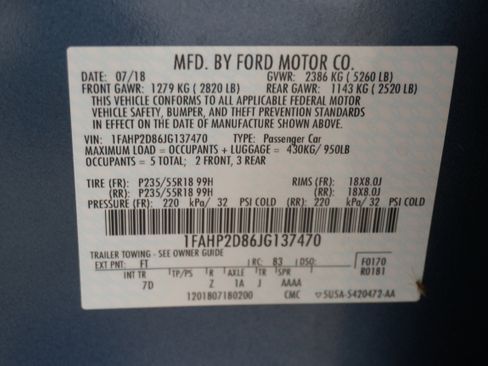 MFD. BY FORD MOTOR CO.
DATE: 07/18 GVWR: 2386 KG ( 5260 LB)
FRONT GAWR: 1279 KG ( 2820 LB) REAR GAWR: 1143 KG ( 2520 LB)
THIS VEHICLE CONFORMS TO ALL APPLICABLE FEDERAL MOTOR
VEHICLE SAFETY, BUMPER, AND THEFT PREVENTION STANDARDS
IN EFFECT ON THE DATE OF MANUFACTURE SHOWN ABOVE.
VIN: 1FAHP2D86JG137470 TYPE: Passenger Car
MAXIMUM LOAD = OCCUPANTS + LUGGAGE = 430KG/ 950LB
OCCUPANTS = 5 TOTAL; 2 FRONT, 3 REAR
TIRE (FR): P235/55R18 99H RIMS (FR): 18X8.0J
(RR): P235/55R18 99H (RR): 18X8.0J
PRESSURE (FR): 220 kPa/ 32 PSI COLD (RR): 220 kPa/ 32 PSI COLD
1FAHP2D86JG137470
TRAILER TOWING - SEE OWNER GUIDE
EXT PNT: FT RC: 83 DSO: F0170
INT TR TP/PS R AXLE TR SPR R0181
7D Z 1A J AAAA
1201807180200 CMC 5USA-5420472-AA